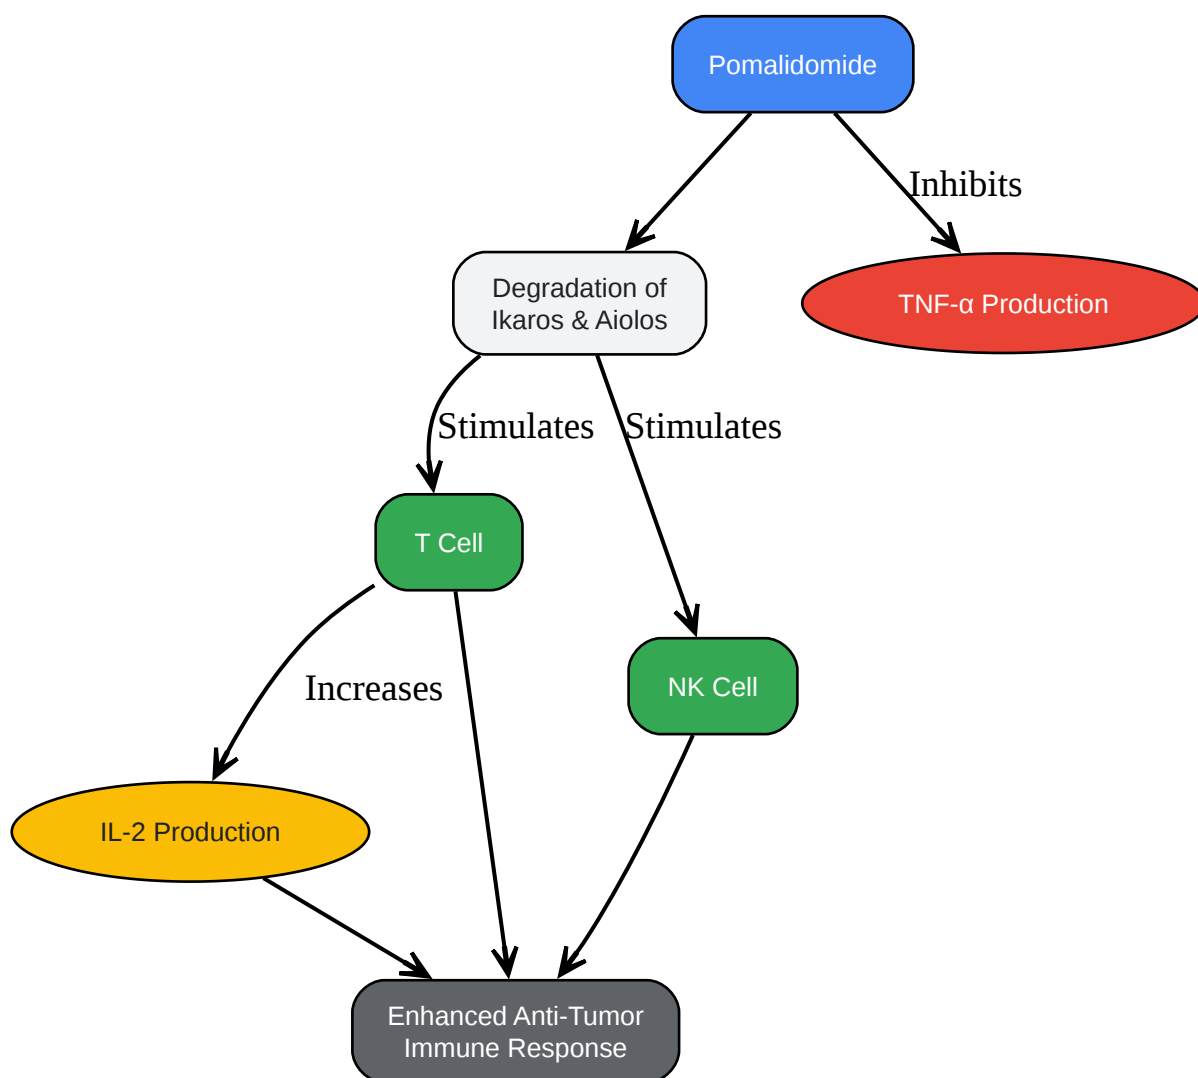 Pomalidomide
Inhibits
Degradation of
Ikaros & Aiolos
TNF-α Production
Stimulates
Stimulates
T Cell
NK Cell
Increases
IL-2 Production
Enhanced Anti-Tumor
Immune Response